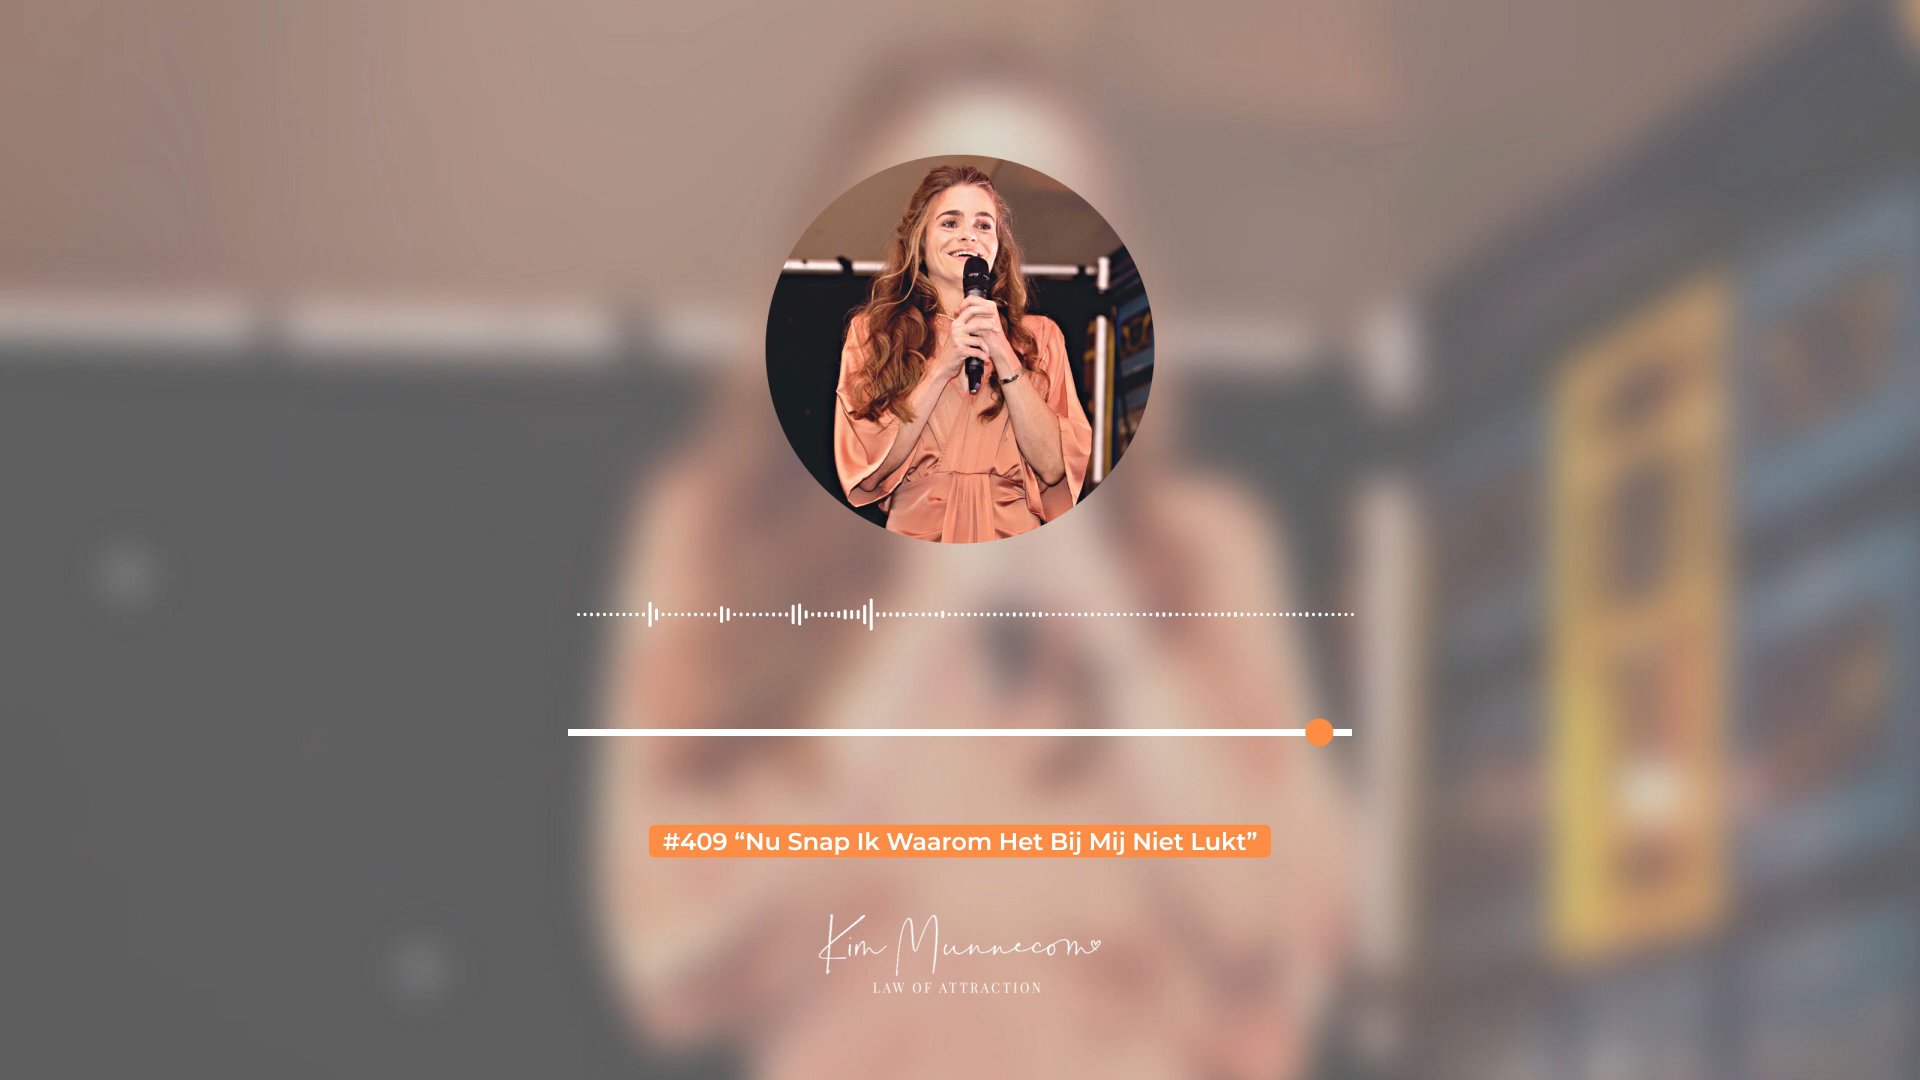 #409 “Nu Snap Ik Waarom Het Bij Mij Niet Lukt”
Kim Munnecom
LAW OF ATTRACTION